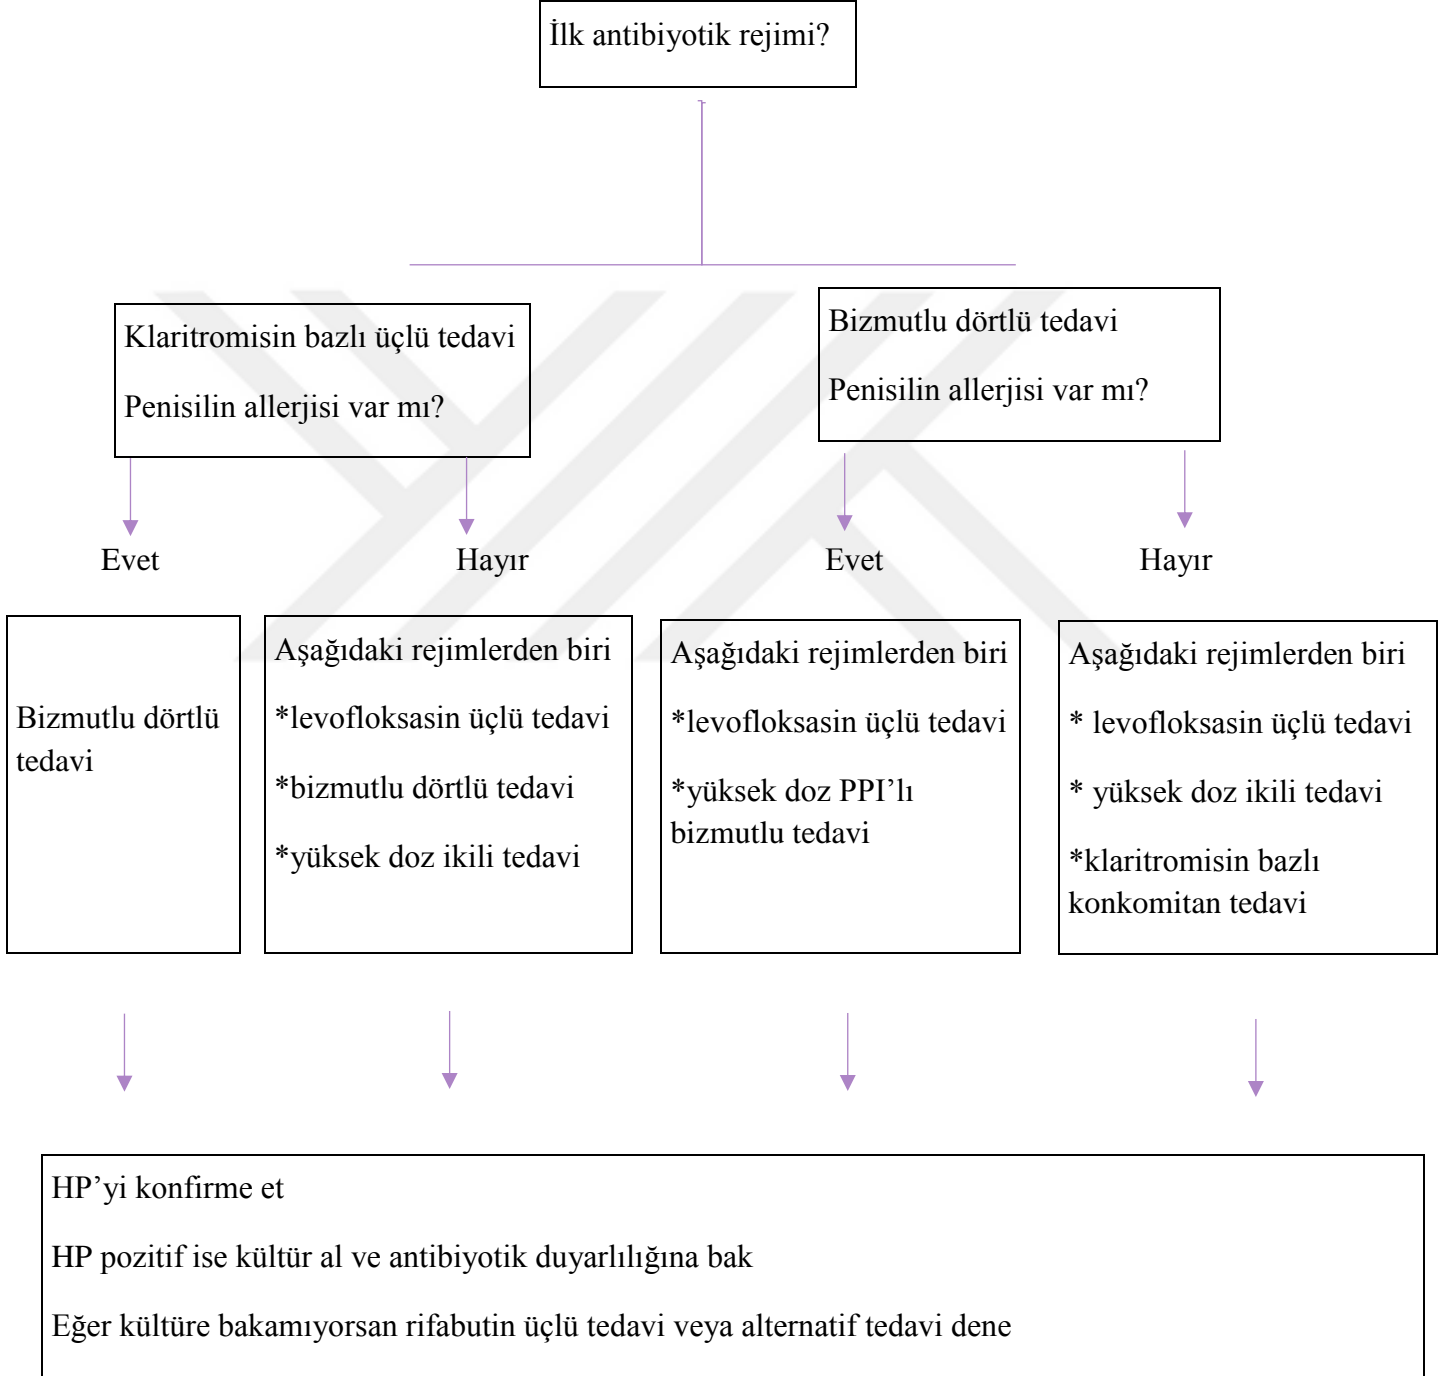 İlk antibiyotik rejimi?
Klaritromisin bazlı üçlü tedavi
Penisilin allerjisi var mı?
Bizmutlu dörtlü tedavi
Penisilin allerjisi var mı?
Evet
Hayır
Evet
Hayır
Bizmutlu dörtlü
tedavi
Aşağıdaki rejimlerden biri
*levofloksasin üçlü tedavi
*bizmutlu dörtlü tedavi
*yüksek doz ikili tedavi
Aşağıdaki rejimlerden biri
*levofloksasin üçlü tedavi
*yüksek doz PPI’lı
bizmutlu tedavi
Aşağıdaki rejimlerden biri
* levofloksasin üçlü tedavi
* yüksek doz ikili tedavi
*klaritromisin bazlı
konkomitan tedavi
HP’yi konfirme et
HP pozitif ise kültür al ve antibiyotik duyarlılığına bak
Eğer kültüre bakamıyorsan rifabutin üçlü tedavi veya alternatif tedavi dene